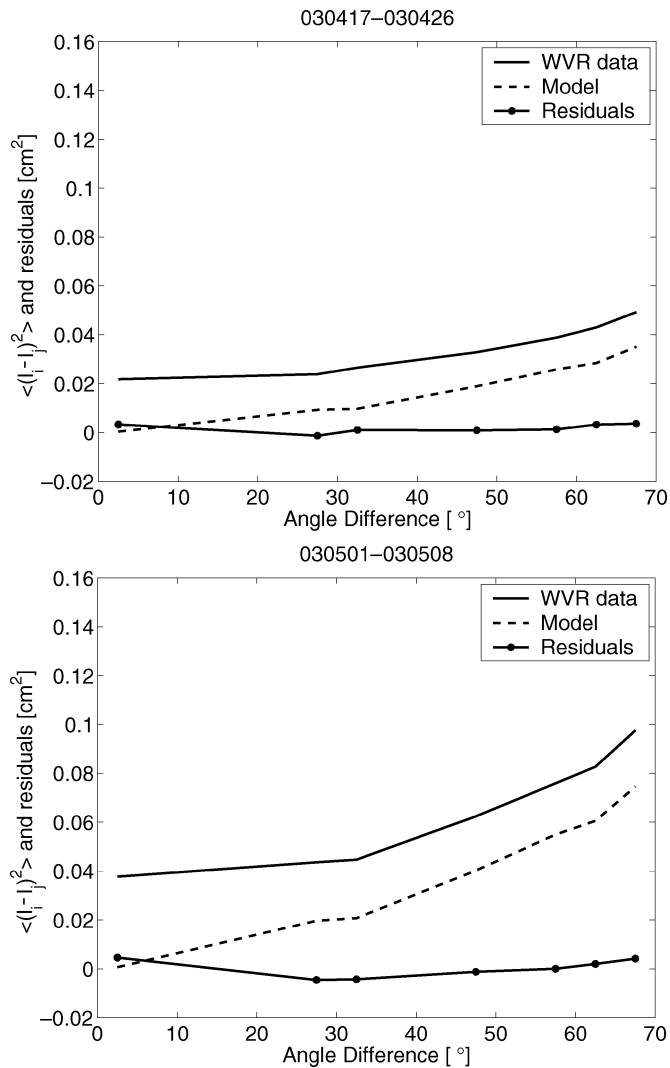 030417–030426
0.16
0.14
0.12
0.1
0.08
0.06
0.04
0.02
0
−0.02
<(l_i - l_j)^2> and residuals [cm^2]
WVR data
Model
Residuals
0 10 20 30 40 50 60 70
Angle Difference [ °]
030501–030508
0.16
0.14
0.12
0.1
0.08
0.06
0.04
0.02
0
−0.02
<(l_i - l_j)^2> and residuals [cm^2]
WVR data
Model
Residuals
0 10 20 30 40 50 60 70
Angle Difference [ °]